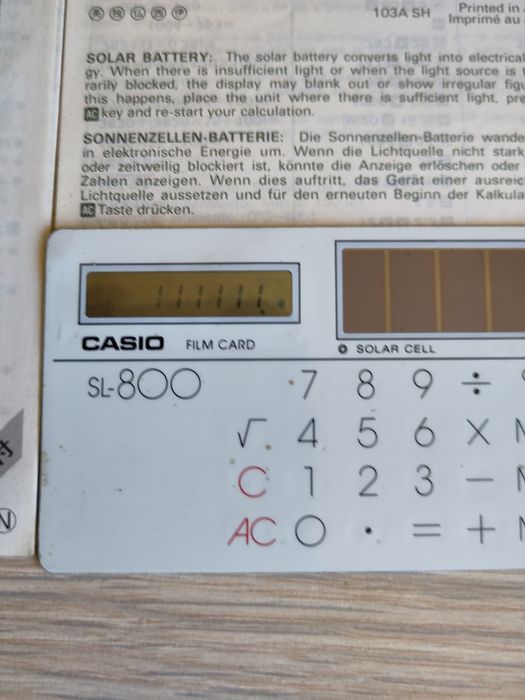 英 独 仏 西 伊
103A SH
Printed in
Imprimé au
SOLAR BATTERY: The solar battery converts light into electrical
gy. When there is insufficient light or when the light source is
rarily blocked, the display may blank out or show irregular figu
this happens, place the unit where there is sufficient light, pre
AC key and re-start your calculation.
SONNENZELLEN-BATTERIE: Die Sonnenzellen-Batterie wande
in elektronische Energie um. Wenn die Lichtquelle nicht stark
oder zeitweilig blockiert ist, könnte die Anzeige erlöschen oder
Zahlen anzeigen. Wenn dies auftritt, das Gerät einer ausreic
Lichtquelle aussetzen und für den erneuten Beginn der Kalkula
AC Taste drücken.
111111.
CASIO FILM CARD
SOLAR CELL
SL-800
7 8 9 ÷
√ 4 5 6 × M
C 1 2 3 − M
AC 0 · = + M
N